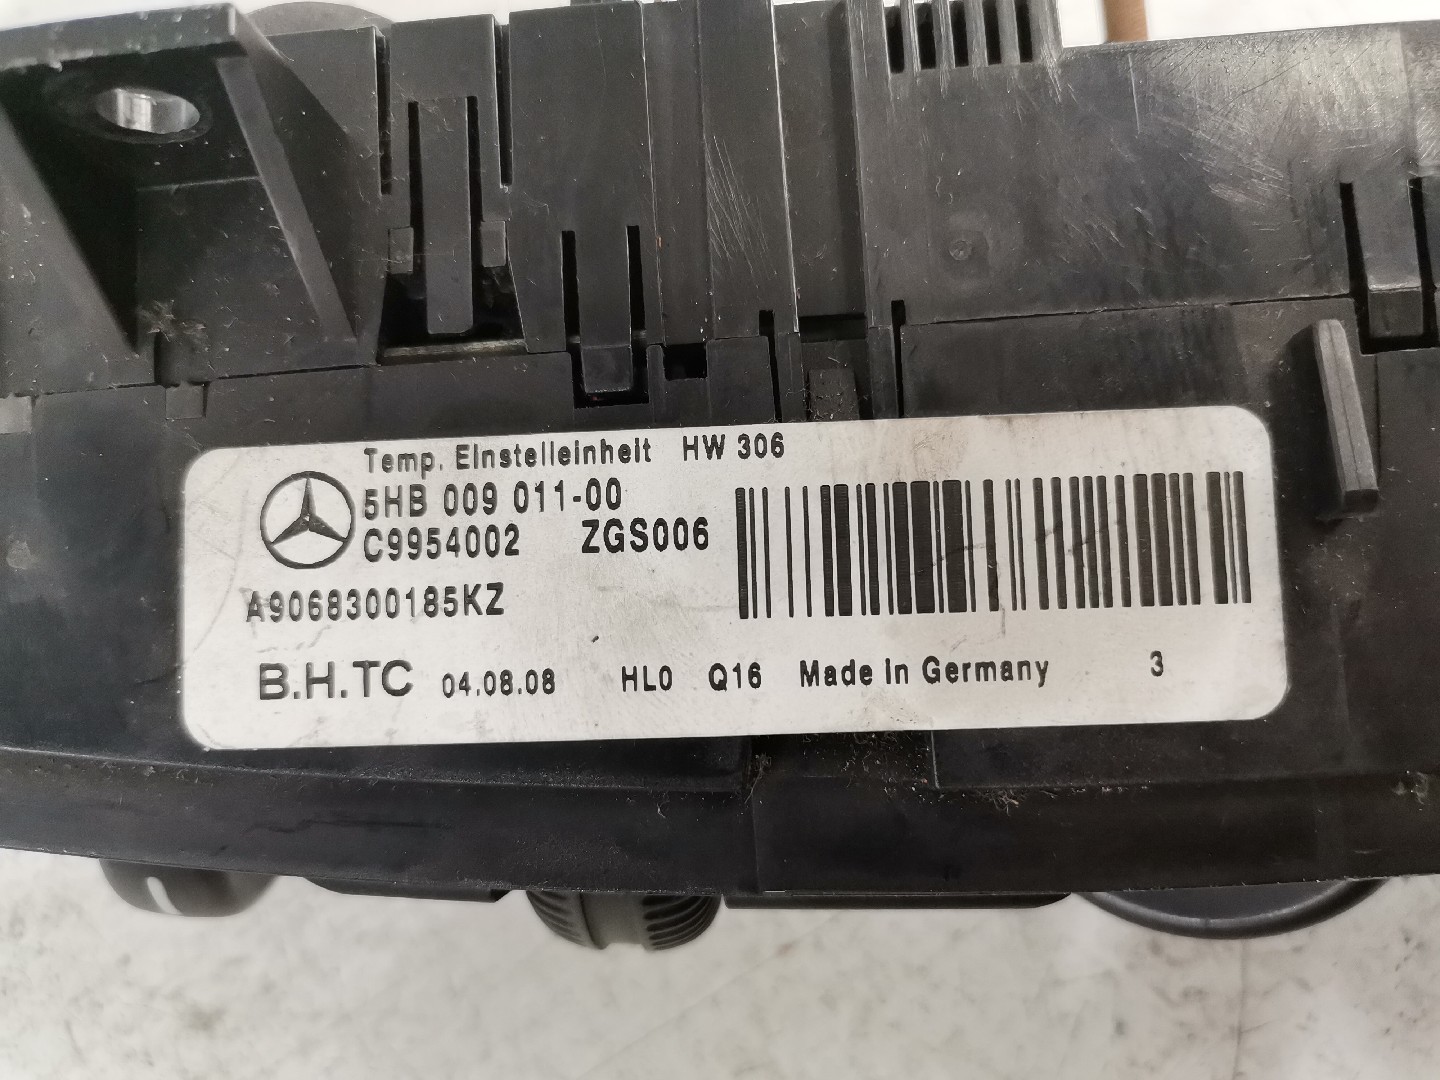 Temp. Einstelleinheit HW 306
5HB 009 011-00
C9954002 ZGS006
A9068300185KZ
B.H.TC 04.08.08 HL0 Q16 Made in Germany 3